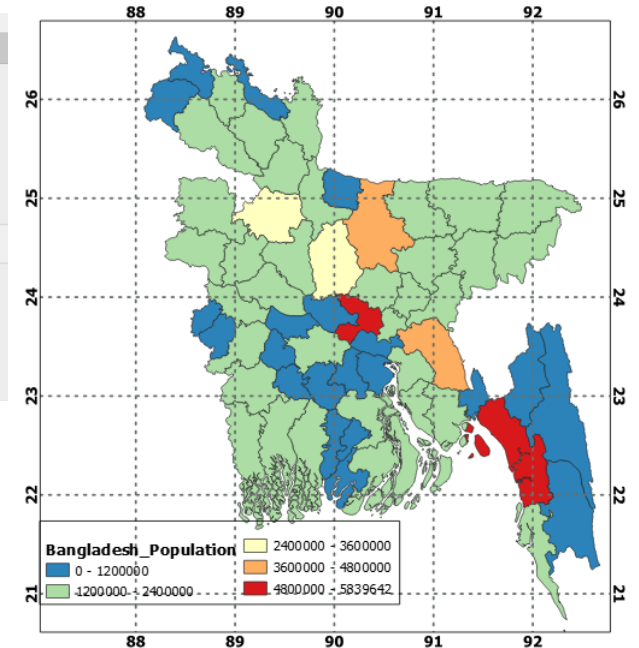 88 89 90 91 92
26 26
25 25
24 24
23 23
22 22
Bangladesh_Population
0 - 1200000
1200000 - 2400000
2400000 - 3600000
3600000 - 4800000
4800000 - 5839642
21 21
88 89 90 91 92